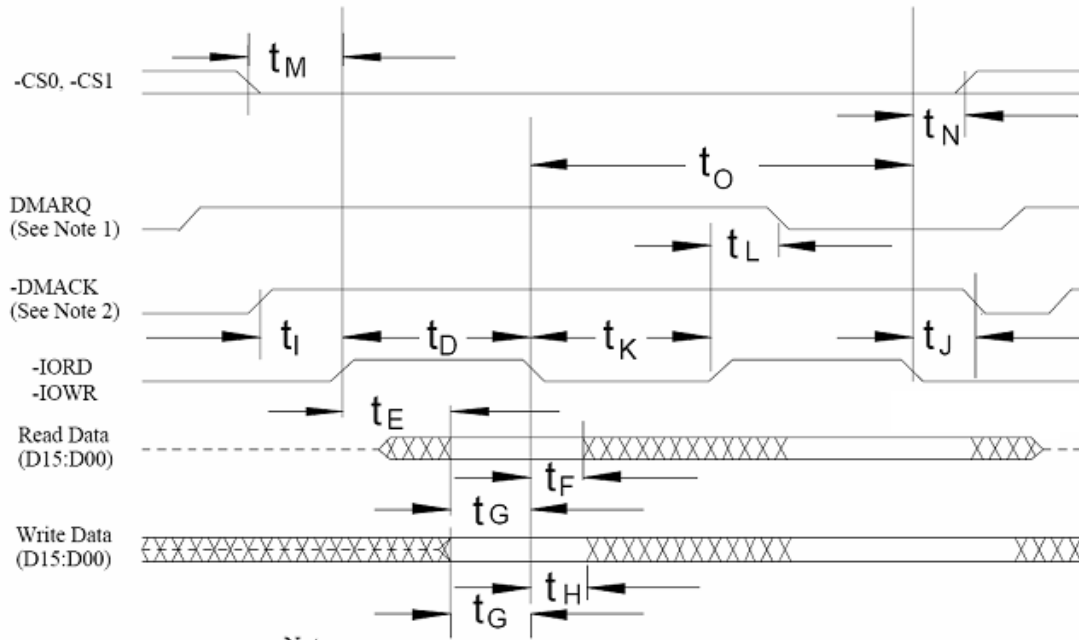 tM
-CS0, -CS1
tN
tO
DMARQ
(See Note 1)
tL
-DMACK
(See Note 2)
tI
tD
tK
tJ
-IORD
-IOWR
tE
Read Data
(D15:D00)
tF
tG
Write Data
(D15:D00)
tH
tG